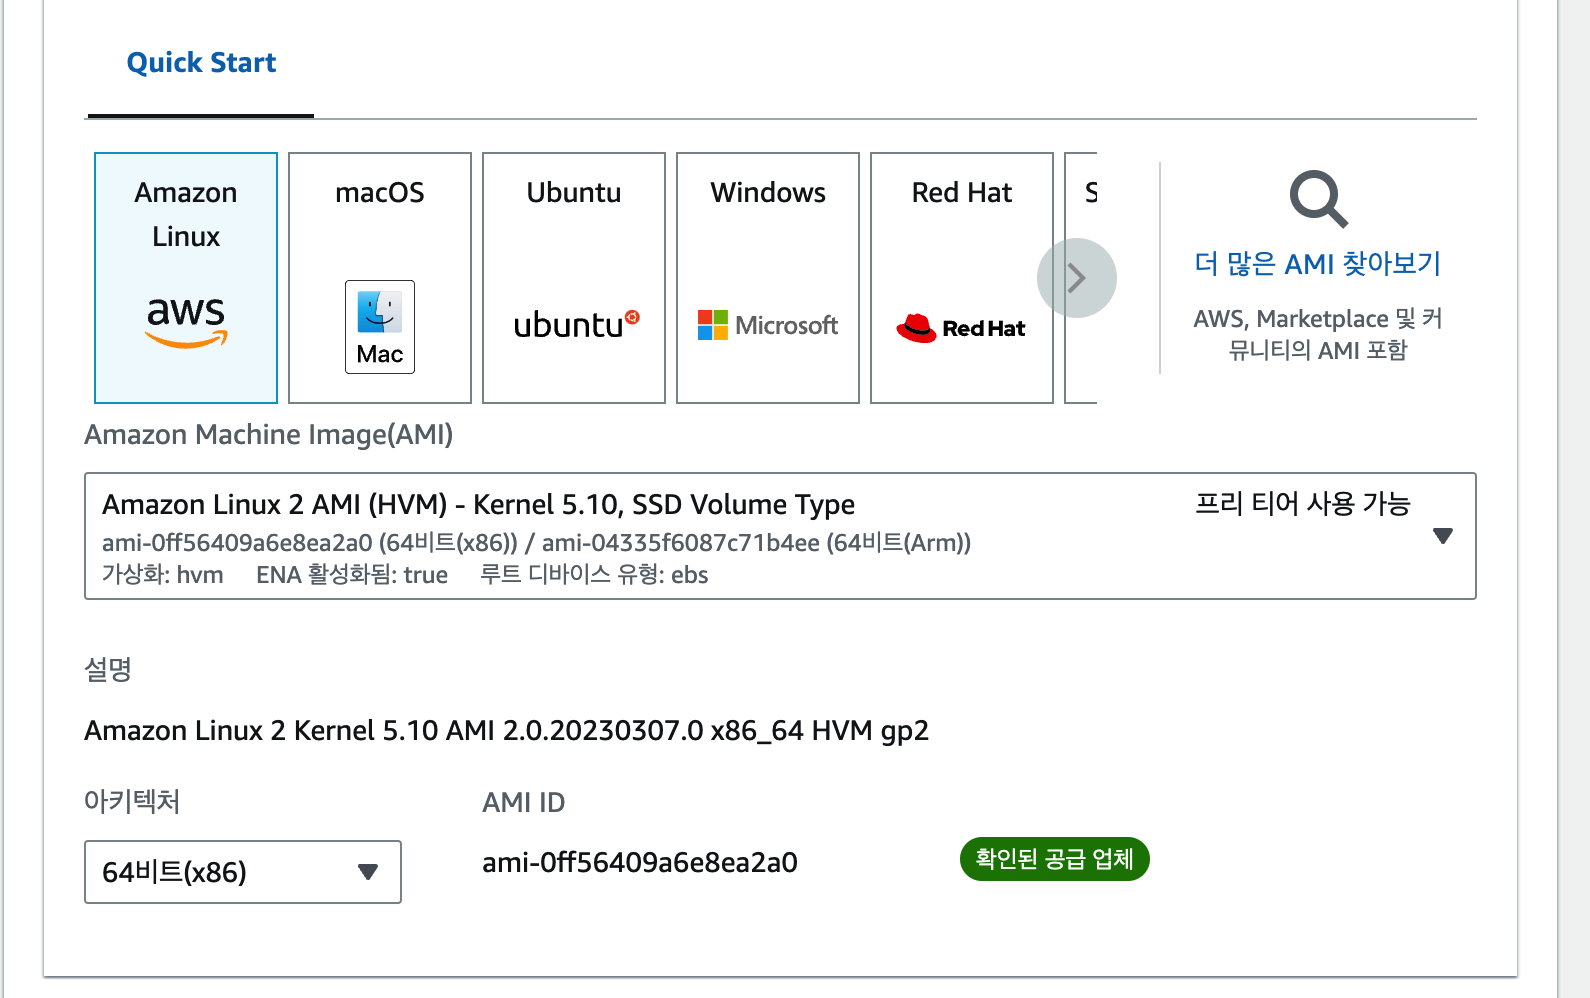 Quick Start
Amazon Linux
aws
macOS
Mac
Ubuntu
ubuntu
Windows
Microsoft
Red Hat
Red Hat
S
더 많은 AMI 찾아보기
AWS, Marketplace 및 커
뮤니티의 AMI 포함
Amazon Machine Image(AMI)
Amazon Linux 2 AMI (HVM) - Kernel 5.10, SSD Volume Type
프리 티어 사용 가능
ami-0ff56409a6e8ea2a0 (64비트(x86)) / ami-04335f6087c71b4ee (64비트(Arm))
가상화: hvm ENA 활성화됨: true 루트 디바이스 유형: ebs
설명
Amazon Linux 2 Kernel 5.10 AMI 2.0.20230307.0 x86_64 HVM gp2
아키텍처
AMI ID
64비트(x86)
ami-0ff56409a6e8ea2a0
확인된 공급 업체